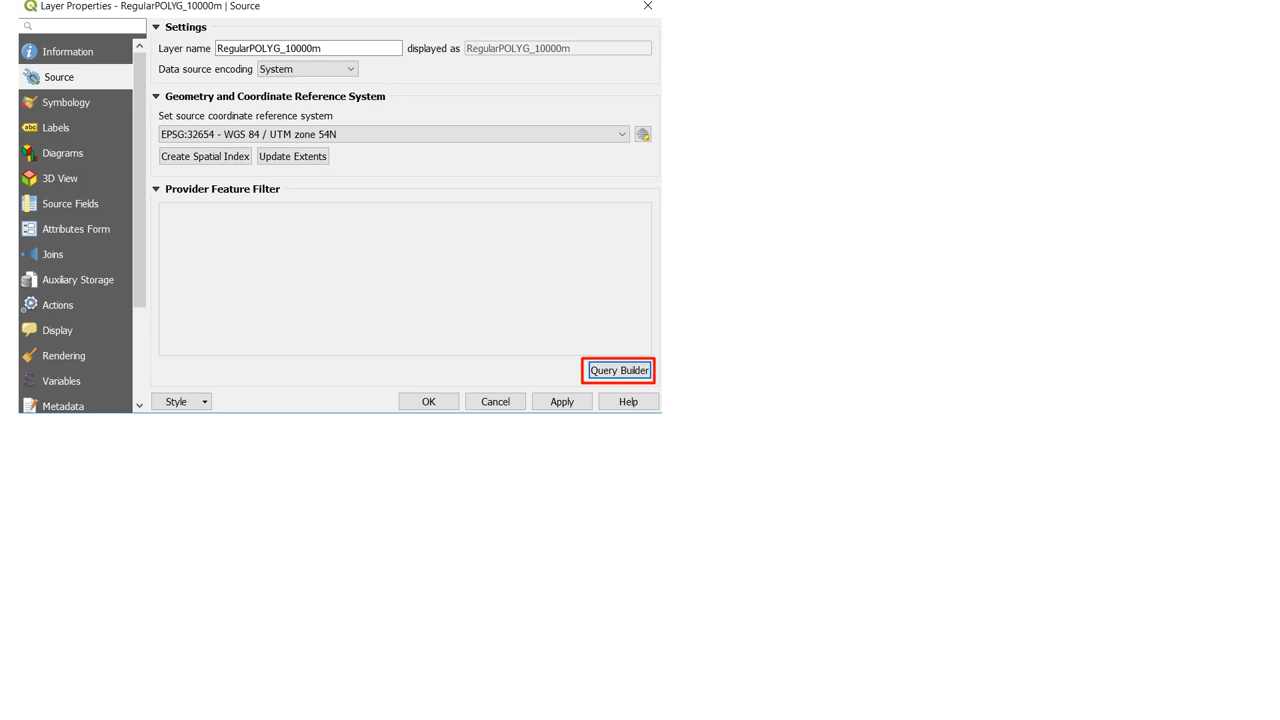 Layer Properties - RegularPOLYG_10000m | Source
Information
Source
Symbology
Labels
Diagrams
3D View
Source Fields
Attributes Form
Joins
Auxiliary Storage
Actions
Display
Rendering
Variables
Metadata
Settings
Layer name RegularPOLYG_10000m displayed as RegularPOLYG_10000m
Data source encoding System
Geometry and Coordinate Reference System
Set source coordinate reference system
EPSG:32654 - WGS 84 / UTM zone 54N
Create Spatial Index Update Extents
Provider Feature Filter
Query Builder
Style OK Cancel Apply Help